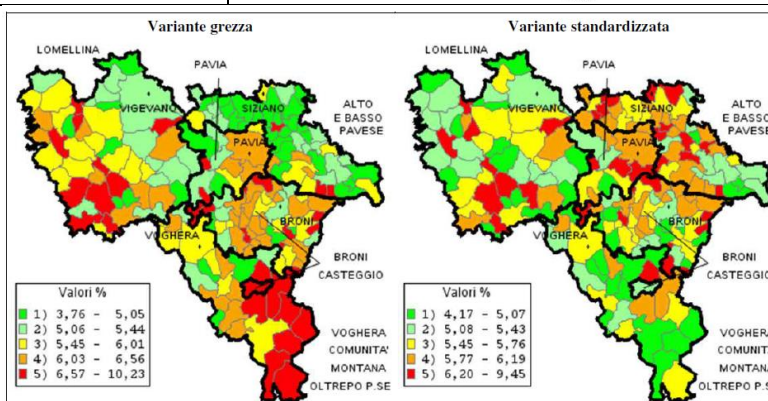 Variante grezza
LOMELLINA
PAVIA
VIGEVANO
SIZIANO
ALTO
E BASSO
PAVESE
PAVIA
VOGHERA
BRONI
BRONI
CASTEGGIO
Valori %
1) 3,76 - 5,05
2) 5,06 - 5,44
3) 5,45 - 6,01
4) 6,03 - 6,56
5) 6,57 - 10,23
VOGHERA
COMUNITA'
MONTANA
OLTREPO P.SE
Variante standardizzata
LOMELLINA
PAVIA
VIGEVANO
SIZIANO
ALTO
E BASSO
PAVESE
PAVIA
VOGHERA
BRONI
BRONI
CASTEGGIO
Valori %
1) 4,17 - 5,07
2) 5,08 - 5,43
3) 5,45 - 5,76
4) 5,77 - 6,19
5) 6,20 - 9,45
VOGHERA
COMUNITA
MONTANA
OLTREPO P.SE